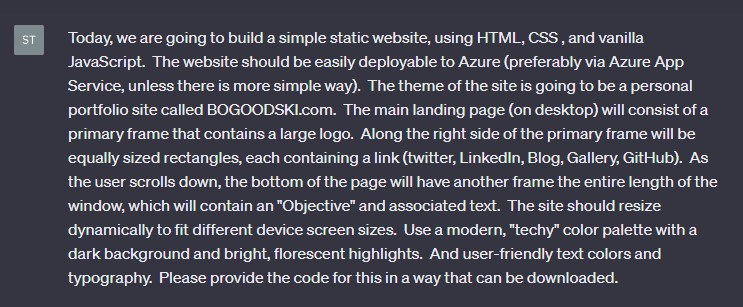 ST
Today, we are going to build a simple static website, using HTML, CSS , and vanilla
JavaScript.  The website should be easily deployable to Azure (preferably via Azure App
Service, unless there is more simple way).  The theme of the site is going to be a personal
portfolio site called BOGOODSKI.com.  The main landing page (on desktop) will consist of a
primary frame that contains a large logo.  Along the right side of the primary frame will be
equally sized rectangles, each containing a link (twitter, LinkedIn, Blog, Gallery, GitHub).  As
the user scrolls down, the bottom of the page will have another frame the entire length of the
window, which will contain an "Objective" and associated text.  The site should resize
dynamically to fit different device screen sizes.  Use a modern, "techy" color palette with a
dark background and bright, florescent highlights.  And user-friendly text colors and
typography.  Please provide the code for this in a way that can be downloaded.